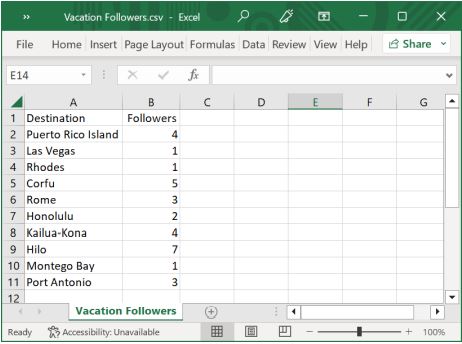 Vacation Followers.csv - Excel
File Home Insert Page Layout Formulas Data Review View Help Share
E14 fx
A B C D E F G
1 Destination Followers
2 Puerto Rico Island 4
3 Las Vegas 1
4 Rhodes 1
5 Corfu 5
6 Rome 3
7 Honolulu 2
8 Kailua-Kona 4
9 Hilo 7
10 Montego Bay 1
11 Port Antonio 3
12
Vacation Followers
Ready Accessibility: Unavailable 100%